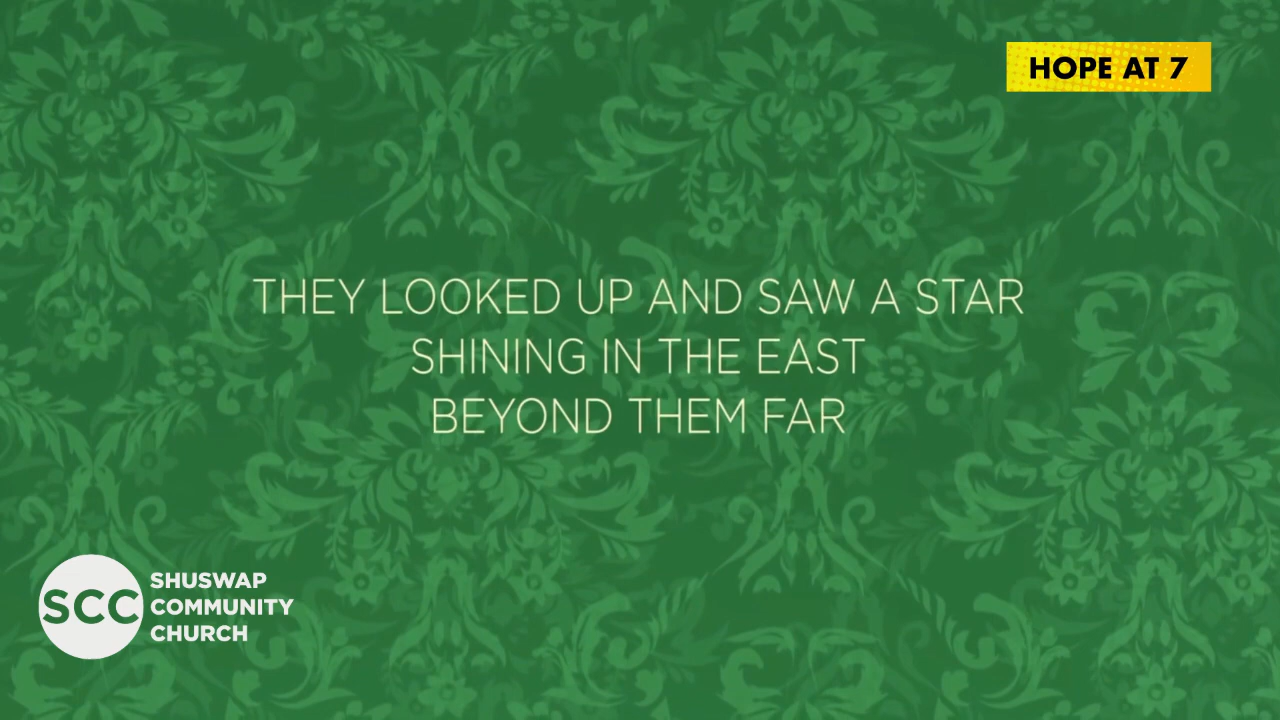 HOPE AT 7
THEY LOOKED UP AND SAW A STAR
SHINING IN THE EAST
BEYOND THEM FAR
SCC
SHUSWAP
COMMUNITY
CHURCH